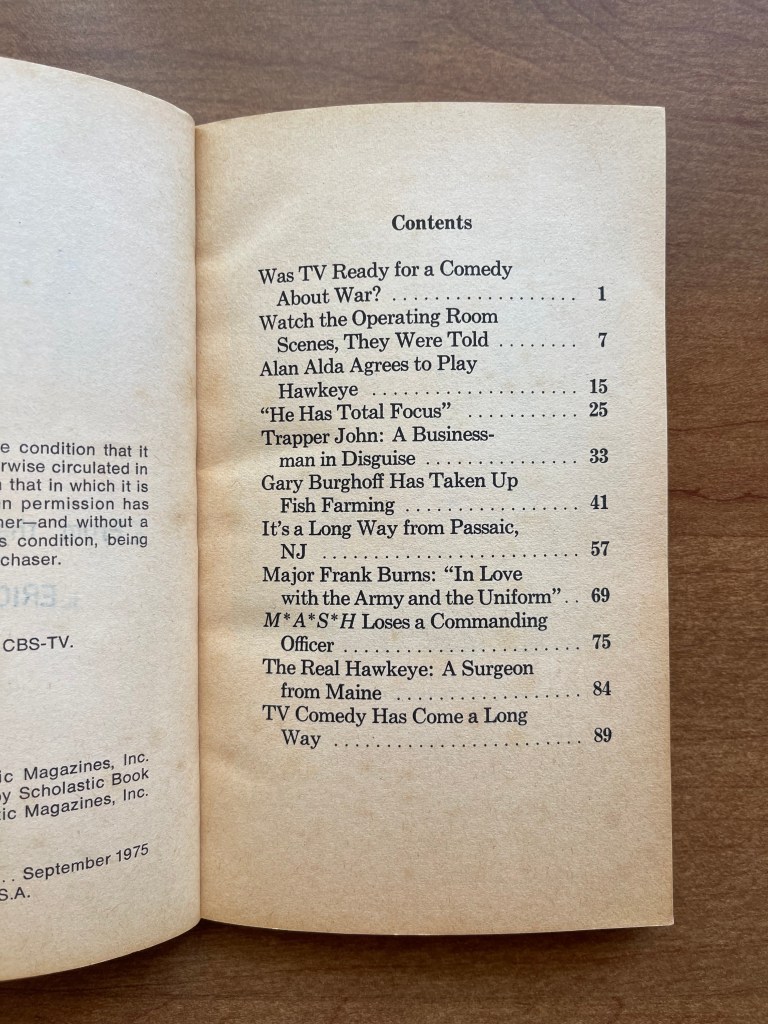 e condition that it
rwise circulated in
that in which it is
n permission has
ner—and without a
s condition, being
chaser.
CBS-TV.
ic Magazines, Inc.
y Scholastic Book
tic Magazines, Inc.
. . September 1975
S.A.
Contents
Was TV Ready for a Comedy
About War? . . . . . . . . . . . . . . . . . . 1
Watch the Operating Room
Scenes, They Were Told . . . . . . . . 7
Alan Alda Agrees to Play
Hawkeye . . . . . . . . . . . . . . . . . . . . 15
“He Has Total Focus” . . . . . . . . . . . 25
Trapper John: A Business-
man in Disguise . . . . . . . . . . . . . . . 33
Gary Burghoff Has Taken Up
Fish Farming . . . . . . . . . . . . . . . . . 41
It’s a Long Way from Passaic,
NJ . . . . . . . . . . . . . . . . . . . . . . . . . 57
Major Frank Burns: “In Love
with the Army and the Uniform” . . 69
M*A*S*H Loses a Commanding
Officer . . . . . . . . . . . . . . . . . . . . . . 75
The Real Hawkeye: A Surgeon
from Maine . . . . . . . . . . . . . . . . . . 84
TV Comedy Has Come a Long
Way . . . . . . . . . . . . . . . . . . . . . . . . 89